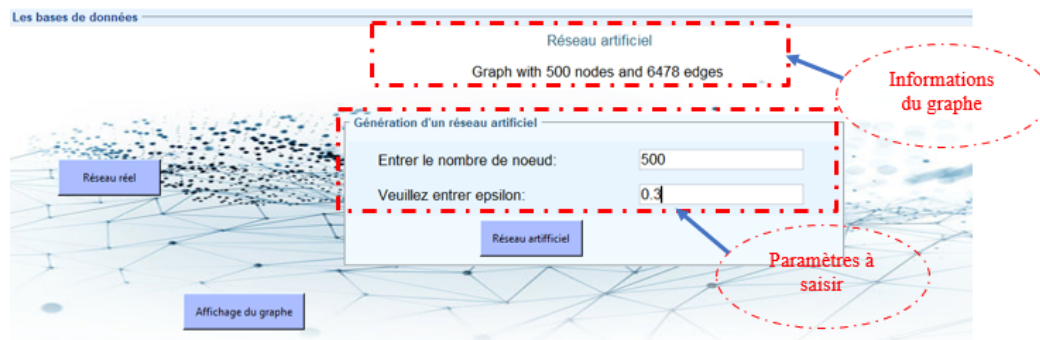 Les bases de données
Réseau artificiel
Graph with 500 nodes and 6478 edges
Informations
du graphe
Génération d'un réseau artificiel
Entrer le nombre de noeud:
500
Réseau réel
Veuillez entrer epsilon:
0.3
Réseau artifficiel
Paramètres à
saisir
Affichage du graphe